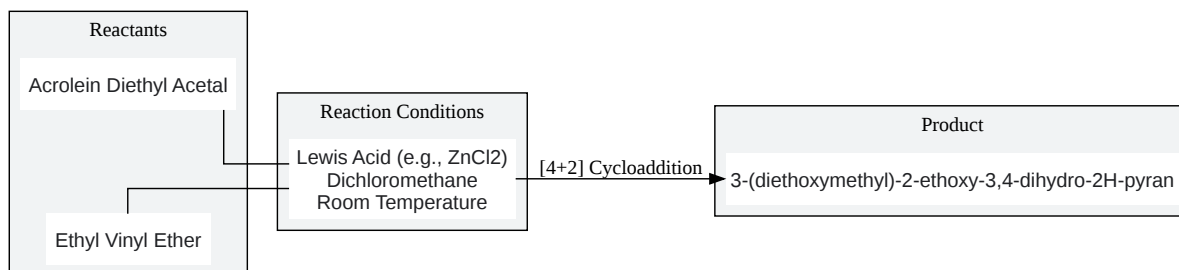 Reactants
Acrolein Diethyl Acetal
Ethyl Vinyl Ether
Reaction Conditions
Lewis Acid (e.g., ZnCl2)
Dichloromethane
Room Temperature
[4+2] Cycloaddition
Product
3-(diethoxymethyl)-2-ethoxy-3,4-dihydro-2H-pyran